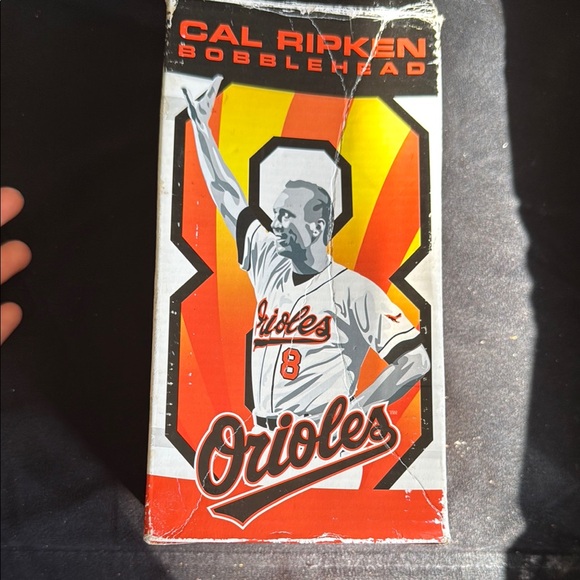 CAL RIPKEN
BOBBLEHEAD
Orioles
8
Orioles